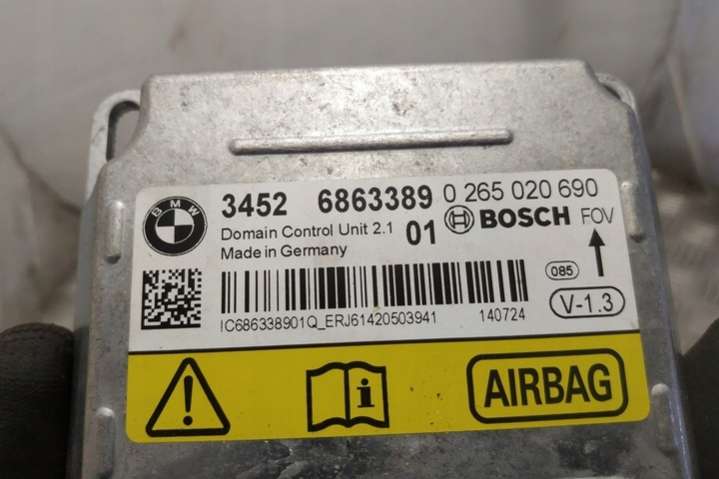 BMW 3452 6863389 0 265 020 690
Domain Control Unit 2.1 01 BOSCH FOV
Made in Germany
085
IC686338901Q_ERJ61420503941 140724 V-1.3
i AIRBAG